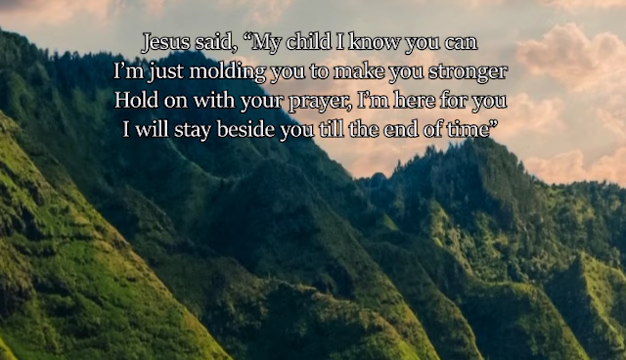 Jesus said, “My child I know you can
I’m just molding you to make you stronger
Hold on with your prayer, I’m here for you
I will stay beside you till the end of time”